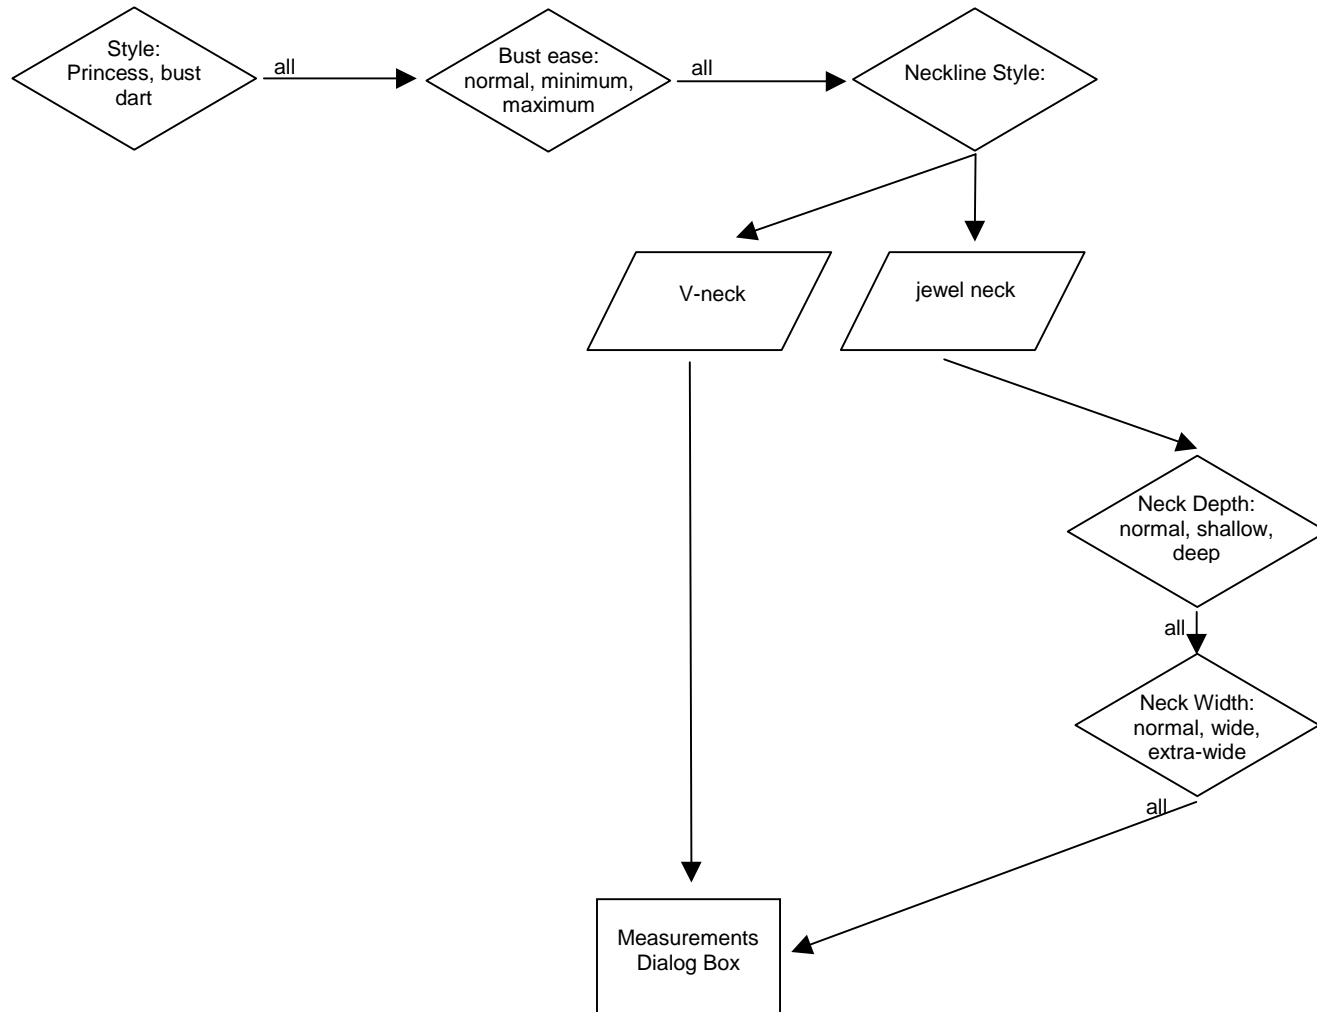 Style:
Princess, bust
dart
all
Bust ease:
normal, minimum,
maximum
all
Neckline Style:
V-neck
jewel neck
Neck Depth:
normal, shallow,
deep
all
Neck Width:
normal, wide,
extra-wide
all
Measurements
Dialog Box